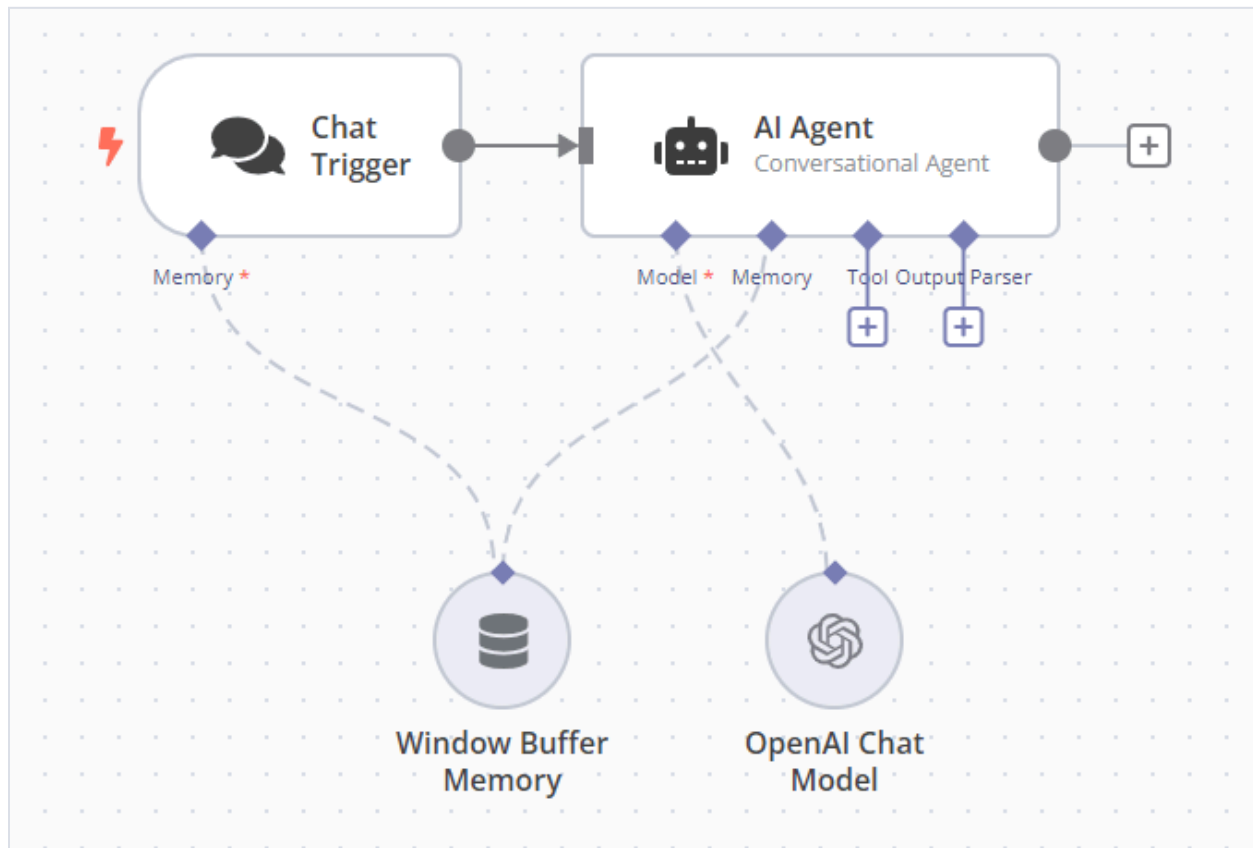 Chat
Trigger
AI Agent
Conversational Agent
Memory *
Model *
Memory
Tool
Output Parser
Window Buffer
Memory
OpenAI Chat
Model